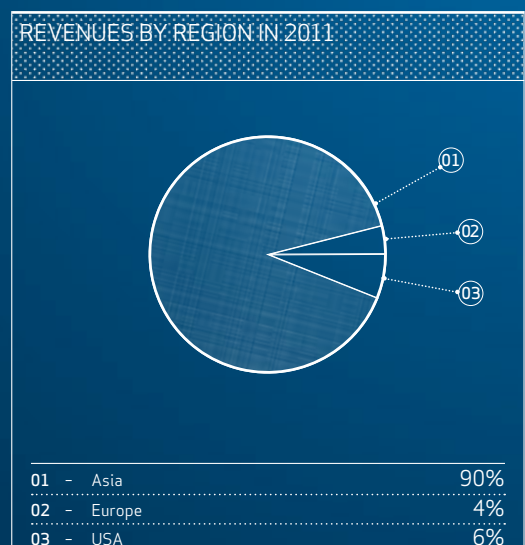 REVENUES BY REGION IN 2011
01
02
03
01 – Asia 90%
02 – Europe 4%
03 – USA 6%